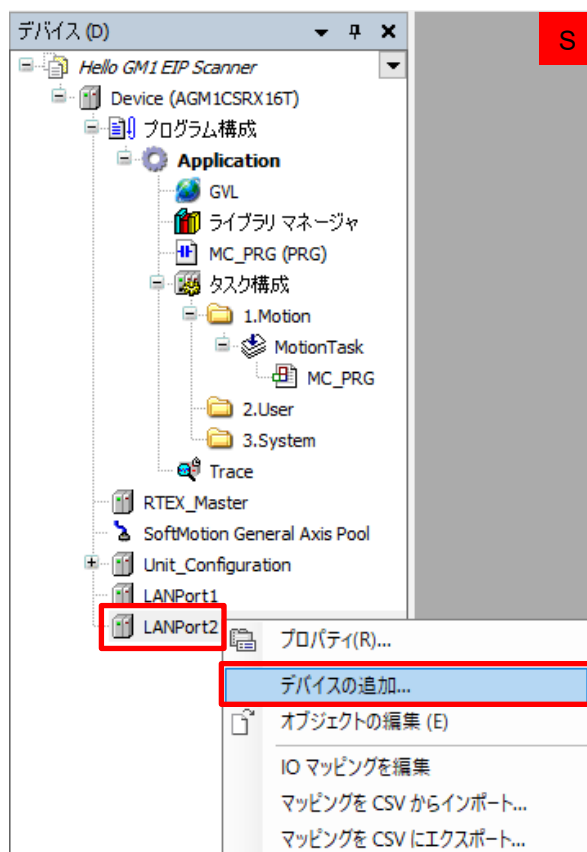 デバイス (D)
S
Hello GM1 EIP Scanner
Device (AGM1CSRX16T)
プログラム構成
Application
GVL
ライブラリ マネージャ
MC_PRG (PRG)
タスク構成
1.Motion
MotionTask
MC_PRG
2.User
3.System
Trace
RTEX_Master
SoftMotion General Axis Pool
Unit_Configuration
LANPort1
LANPort2
プロパティ(R)...
デバイスの追加...
オブジェクトの編集 (E)
IO マッピングを編集
マッピングを CSV からインポート...
マッピングを CSV にエクスポート...